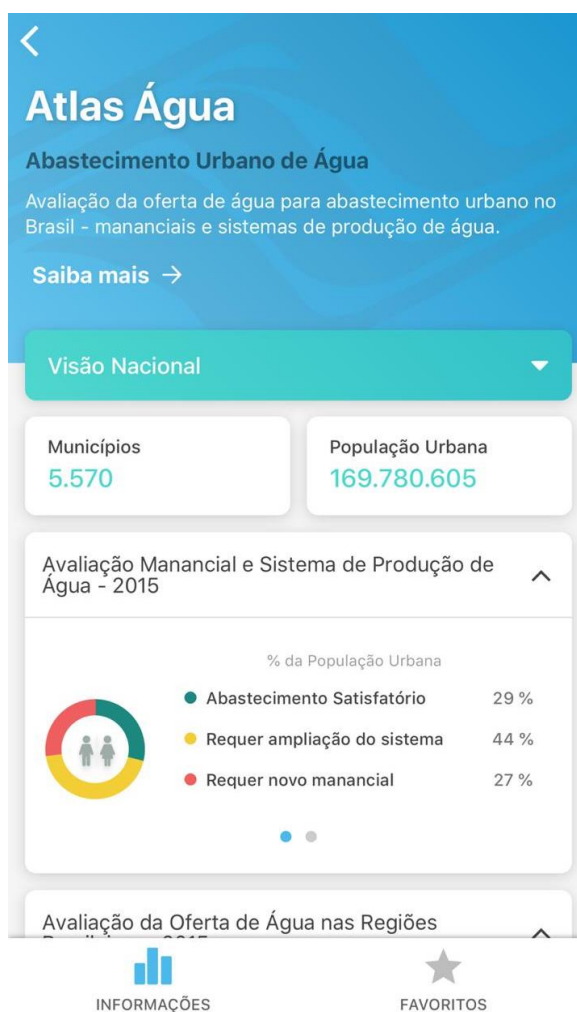 Atlas Água
Abastecimento Urbano de Água
Avaliação da oferta de água para abastecimento urbano no
Brasil - mananciais e sistemas de produção de água.
Saiba mais →
Visão Nacional
Municípios
5.570
População Urbana
169.780.605
Avaliação Manancial e Sistema de Produção de
Água - 2015
% da População Urbana
Abastecimento Satisfatório 29 %
Requer ampliação do sistema 44 %
Requer novo manancial 27 %
Avaliação da Oferta de Água nas Regiões
INFORMAÇÕES
FAVORITOS